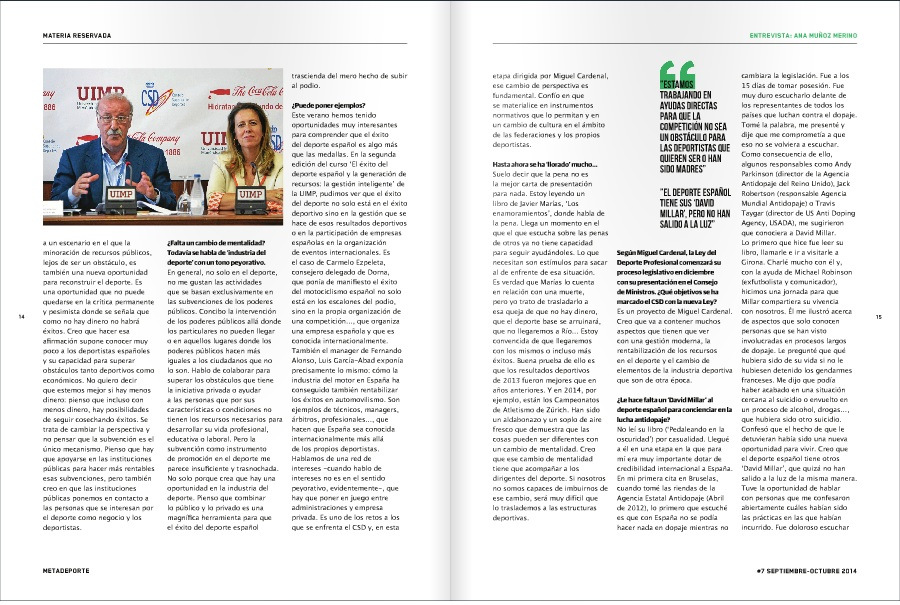 MATERIA RESERVADA
UIMP
CSD
The Coca-Cola Company
1886
UIMP
UIMP
a un escenario en el que la
minoración de recursos públicos,
lejos de ser un obstáculo, es
también una nueva oportunidad
para reconstruir el deporte. Es
una oportunidad que no puede
quedarse en la crítica permanente
y pesimista donde se señala que
como no hay dinero no habrá
éxitos. Creo que hacer esa
afirmación supone conocer muy
poco a los deportistas españoles
y su capacidad para superar
obstáculos tanto deportivos como
económicos. No quiero decir
que estemos mejor si hay menos
dinero: pienso que incluso con
menos dinero, hay posibilidades
de seguir cosechando éxitos. Se
trata de cambiar la perspectiva y
no pensar que la subvención es el
único mecanismo. Pienso que hay
que apoyarse en las instituciones
públicas para hacer más rentables
esas subvenciones, pero también
creo en que las instituciones
públicas ponemos en contacto a
las personas que se interesan por
el deporte como negocio y los
deportistas.
¿Falta un cambio de mentalidad?
Todavía se habla de ‘industria del
deporte’ con un tono peyorativo.
En general, no solo en el deporte,
no me gustan las actividades
que se basan exclusivamente en
las subvenciones de los poderes
públicos. Concibo la intervención
de los poderes públicos allá donde
los particulares no pueden llegar
o en aquellos lugares donde los
poderes públicos hacen más
iguales a los ciudadanos que no
lo son. Hablo de colaborar para
superar los obstáculos que tiene
la iniciativa privada o ayudar
a las personas que por sus
características o condiciones no
tienen los recursos necesarios para
desarrollar su vida profesional,
educativa o laboral. Pero la
subvención como instrumento
de promoción en deporte me
parece insuficiente y trasnochada.
No solo porque crea que hay una
oportunidad en la industria del
deporte. Pienso que combinar
lo público y lo privado es una
magnífica herramienta para que
el éxito del deporte español
trascienda del mero hecho de subir
al podio.
¿Puede poner ejemplos?
Este verano hemos tenido
oportunidades muy interesantes
para comprender que el éxito
del deporte español es algo más
que las medallas. En la segunda
edición del curso ‘El éxito del
deporte español y la generación de
recursos: la gestión inteligente’ de
la UIMP, pudimos ver que el éxito
del deporte no solo está en el éxito
deportivo sino en la gestión que se
hace de esos resultados deportivos
o en la participación de empresas
españolas en la organización
de eventos internacionales. Es
el caso de Carmelo Ezpeleta,
consejero delegado de Dorna,
que ponía de manifiesto el éxito
del motociclismo español no solo
está en los escalones del podio,
sino en la propia organización de
una competición…, que organiza
una empresa española y que es
conocida internacionalmente.
También el manager de Fernando
Alonso, Luis García-Abad exponía
precisamente lo mismo: cómo la
industria del motor en España ha
conseguido también rentabilizar
los éxitos en automovilismo. Son
ejemplos de técnicos, managers,
árbitros, profesionales…, que
hacen que España sea conocida
internacionalmente más allá
de los propios deportistas.
Hablamos de una red de
intereses –cuando hablo de
intereses no es en el sentido
peyorativo, evidentemente–, que
hay que poner en juego entre
administraciones y empresa
privada. Es uno de los retos a los
que se enfrenta el CSD y, en esta
14
METADEPORTE
ENTREVISTA: ANA MUÑOZ MERINO
etapa dirigida por Miguel Cardenal,
ese cambio de perspectiva es
fundamental. Confío en que
se materialice en instrumentos
normativos que lo permitan y en
un cambio de cultura en el ámbito
de las federaciones y los propios
deportistas.
Hasta ahora se ha ‘llorado’ mucho…
Suelo decir que la pena no es
la mejor carta de presentación
para nada. Estoy leyendo un
libro de Javier Marías, ‘Los
enamoramientos’, donde habla de
la pena. Llega un momento en el
que el que escucha sobre las penas
de otros ya no tiene capacidad
para seguir ayudándoles. Lo que
necesitan son estímulos para sacar
al de enfrente de esa situación.
Es verdad que Marías lo cuenta
en relación con una muerte,
pero yo trato de trasladarlo a
esa queja de que no hay dinero,
que el deporte base se arruinará,
que no llegaremos a Río… Estoy
convencida de que llegaremos
con los mismos o incluso más
éxitos. Buena prueba de ello es
que los resultados deportivos
de 2013 fueron mejores que en
años anteriores. Y en 2014, por
ejemplo, están los Campeonatos
de Atletismo de Zúrich. Han sido
un aldabonazo y un soplo de aire
fresco que demuestra que las
cosas pueden ser diferentes con
un cambio de mentalidad. Creo
que ese cambio de mentalidad
tiene que acompañar a los
dirigentes del deporte. Si nosotros
no somos capaces de imbuirnos de
ese cambio, será muy difícil que
lo traslademos a las estructuras
deportivas.
“ESTAMOS
TRABAJANDO EN
AYUDAS DIRECTAS
PARA QUE LA
COMPETICIÓN NO SEA
UN OBSTÁCULO PARA
LAS DEPORTISTAS QUE
QUIEREN SER O HAN
SIDO MADRES”
“EL DEPORTE ESPAÑOL
TIENE SUS ‘DAVID
MILLAR’, PERO NO HAN
SALIDO A LA LUZ”
Según Miguel Cardenal, la Ley del
Deporte Profesional comenzará su
proceso legislativo en diciembre
con su presentación en el Consejo
de Ministros. ¿Qué objetivos se ha
marcado el CSD con la nueva Ley?
Es un proyecto de Miguel Cardenal.
Creo que va a contener muchos
aspectos que tienen que ver
con una gestión moderna, la
rentabilización de los recursos
en el deporte y el cambio de
elementos de la industria deportiva
que son de otra época.
¿Le hace falta un ‘David Millar’ al
deporte español para concienciar en la
lucha antidopaje?
No leí su libro (‘Pedaleando en la
oscuridad’) por casualidad. Llegué
a él en una etapa en la que para
mí era muy importante dotar de
credibilidad internacional a España.
En mi primera cita en Bruselas,
cuando tomé las riendas de la
Agencia Estatal Antidopaje (Abril
de 2012), lo primero que escuché
es que con España no se podía
hacer nada en dopaje mientras no
cambiara la legislación. Fue a los
15 días de tomar posesión. Fue
muy duro escucharlo delante de
los representantes de todos los
países que luchan contra el dopaje.
Tomé la palabra, me presenté y
dije que me comprometía a que
eso no se volviera a escuchar.
Como consecuencia de ello,
algunos responsables como Andy
Parkinson (director de la Agencia
Antidopaje del Reino Unido), Jack
Robertson (responsable Agencia
Mundial Antidopaje) o Travis
Taygar (director de US Anti Doping
Agency, USADA), me sugirieron
que conociera a David Millar.
Lo primero que hice fue leer su
libro, llamarle e ir a visitarle a
Girona. Charlé mucho con él y,
con la ayuda de Michael Robinson
(exfutbolista y comunicador),
hicimos una jornada para que
Millar compartiera su vivencia
con nosotros. Él me ilustró acerca
de aspectos que solo conocen
personas que se han visto
involucradas en procesos largos
de dopaje. Le pregunté qué qué
hubiera sido de su vida si no le
hubiesen detenido los gendarmes
franceses. Me dijo que podía
haber acabado en una situación
cercana al suicidio o envuelto en
un proceso de alcohol, drogas…,
que hubiera sido otro suicidio.
Confesó que el hecho de que le
detuvieran había sido una nueva
oportunidad para vivir. Creo que
el deporte español tiene otros
‘David Millar’, que quizá no han
salido a la luz de la misma manera.
Tuve la oportunidad de hablar
con personas que me confesaron
abiertamente cuáles habían sido
las prácticas en las que habían
incurrido. Fue doloroso escuchar
15
#7 SEPTIEMBRE-OCTUBRE 2014